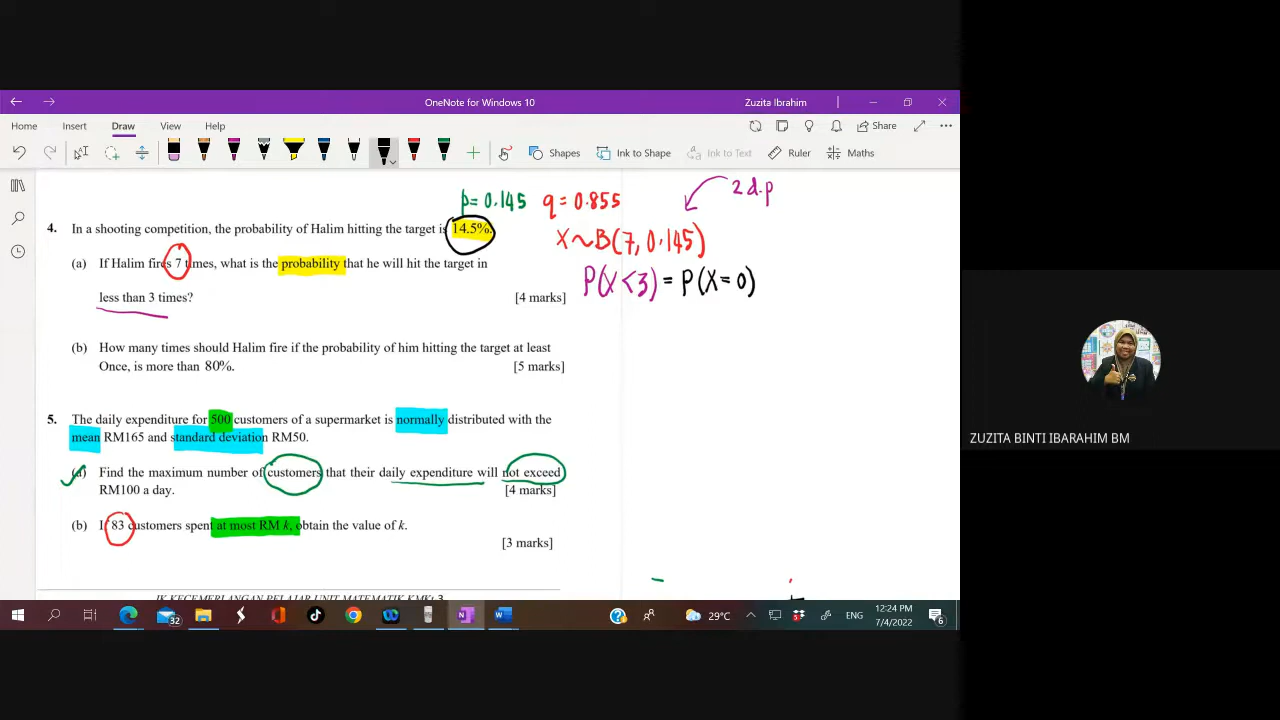 OneNote for Windows 10
Zuzita Ibrahim
Home Insert Draw View Help
Share
Shapes Ink to Shape Ink to Text Ruler Maths
2 d.p
p = 0.145 q = 0.855
4. In a shooting competition, the probability of Halim hitting the target is 14.5%.
X ~ B(7, 0.145)
(a) If Halim fires 7 times, what is the probability that he will hit the target in
P(X < 3) = P(X = 0)
less than 3 times? [4 marks]
(b) How many times should Halim fire if the probability of him hitting the target at least
Once, is more than 80%. [5 marks]
5. The daily expenditure for 500 customers of a supermarket is normally distributed with the
mean RM165 and standard deviation RM50.
(a) Find the maximum number of customers that their daily expenditure will not exceed
RM100 a day. [4 marks]
(b) If 83 customers spent at most RM k, obtain the value of k.
[3 marks]
ZUZITA BINTI IBARAHIM BM
32
29°C
ENG
12:24 PM
7/4/2022
6